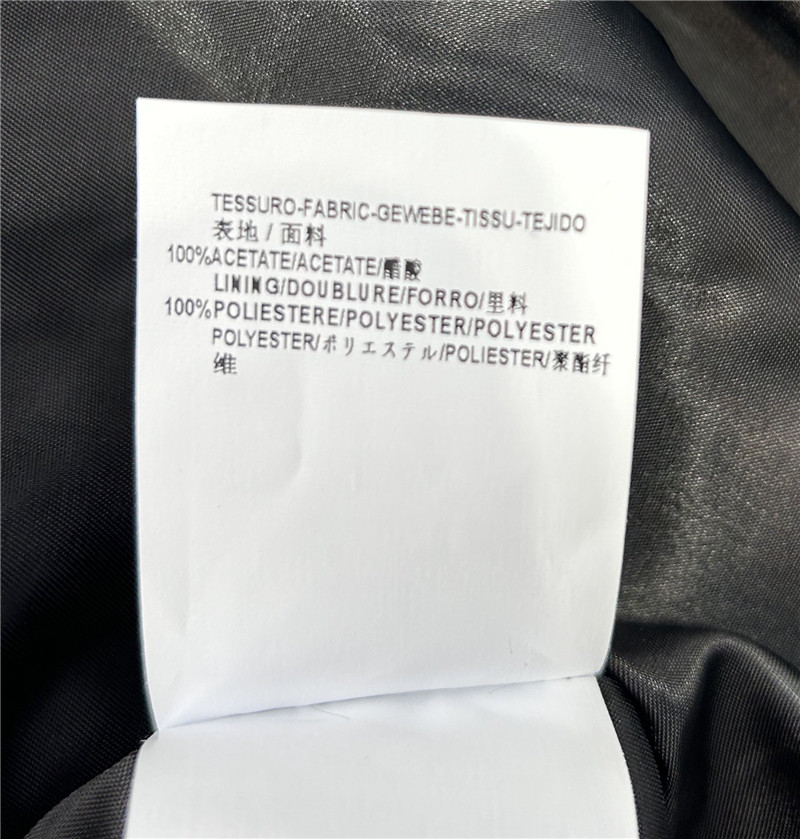 TESSURO-FABRIC-GEWEBE-TISSU-TEJIDO
表地 / 面料
100%ACETATE/ACETATE/醋酸
LINING/DOUBLURE/FORRO/里料
100%POLIESTERE/POLYESTER/POLYESTER
POLYESTER/ポリエステル/POLIESTER/聚酯纤
维